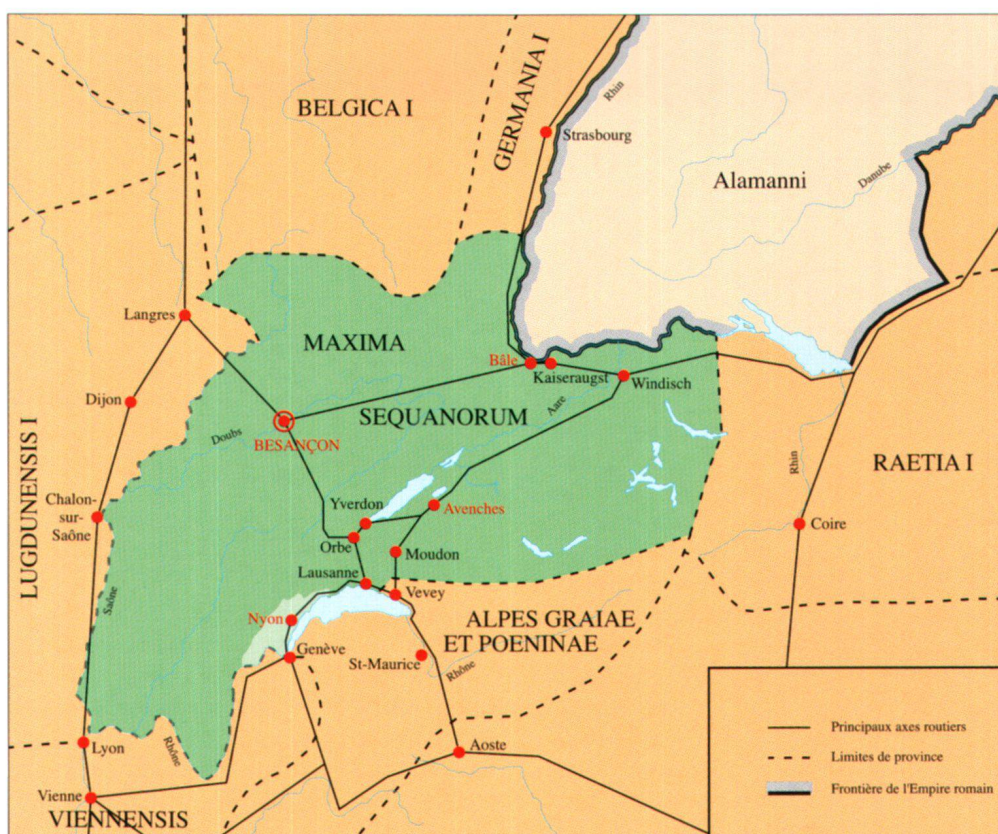 BELGICA I
GERMANIA I
Rhin
Strasbourg
Alamanni
Danube
Langres
MAXIMA
Bâle
Kaiseraugst
Windisch
Dijon
SEQUANORUM
Aare
Doubs
BESANÇON
LUGDUNENSIS I
Rhin
RAETIA I
Chalon-
sur-
Saône
Yverdon
Avenches
Coire
Orbe
Moudon
Lausanne
Vevey
Saône
Nyon
ALPES GRAIAE
ET POENINAE
Genève
St-Maurice
Rhône
Lyon
Rhône
Aoste
Vienne
VIENNENSIS
Principaux axes routiers
Limites de province
Frontière de l'Empire romain